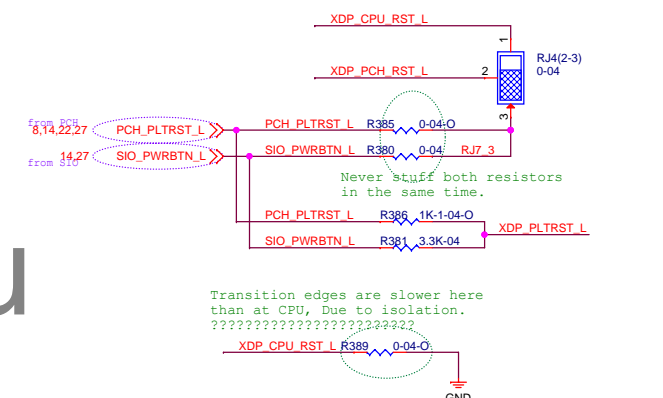 XDP_CPU_RST_L
1
RJ4(2-3)
0-04
XDP_PCH_RST_L
2
3
from PCH
8,14,22,27
PCH_PLTRST_L
PCH_PLTRST_L
R385
0-04-O
14,27
from SIO
SIO_PWRBTN_L
SIO_PWRBTN_L
R380
0-04
RJ7_3
Never stuff both resistors
in the same time.
PCH_PLTRST_L
R386
1K-1-04-O
XDP_PLTRST_L
SIO_PWRBTN_L
R381
3.3K-04
Transition edges are slower here
than at CPU, Due to isolation.
????????????????????????
XDP_CPU_RST_L
R389
0-04-O
GND